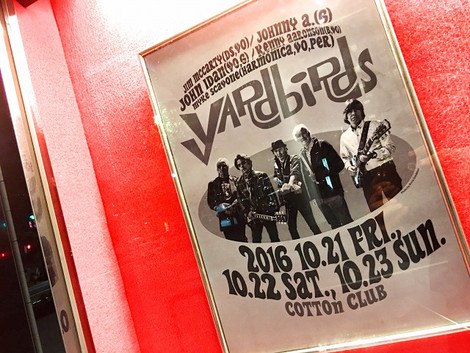 JIM McCARTY(DS,VO)/ JOHNNY A.(G)
JOHN IDAN(VO,G)/ KENNY AARONSON(B,VO)
MYKE SCAVONE(HARMONICA,VO,PER)
YARDBIRDS
2016 10.21 FRI.,
10.22 SAT., 10.23 SUN.
COTTON CLUB